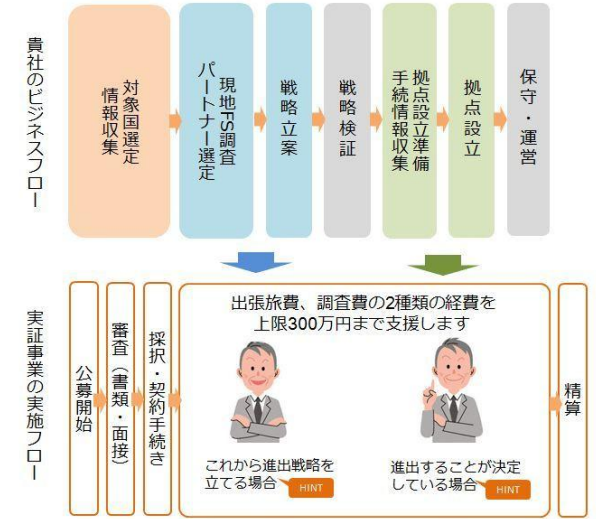 貴社のビジネスフロー
対象国選定
情報収集
現地FS調査
パートナー選定
戦略立案
戦略検証
拠点設立準備
手続情報収集
拠点設立
保守・運営
実証事業の実施フロー
公募開始
審査（書類・面接）
採択・契約手続き
出張旅費、調査費の2種類の経費を
上限300万円まで支援します
これから進出戦略を
立てる場合
HINT
進出することが決定
している場合
HINT
精算